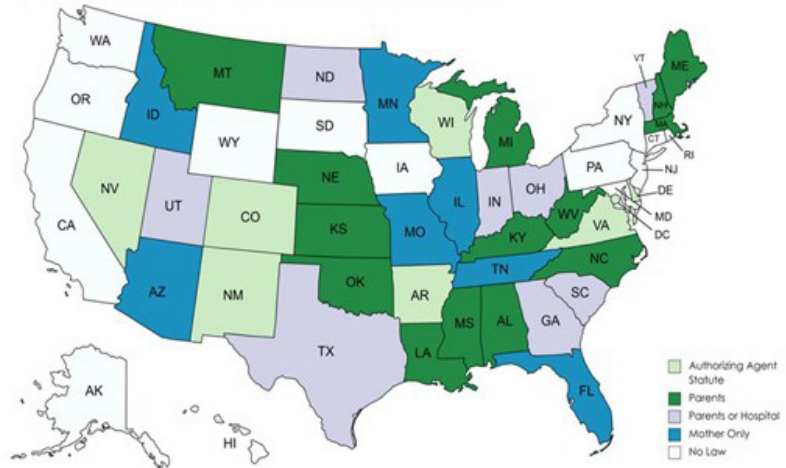 WA
MT
ND
MN
VT
ME
OR
ID
WY
SD
WI
MI
NH
NY
MA
CT
RI
NV
UT
CO
NE
IA
IL
IN
OH
PA
NJ
DE
MD
DC
CA
KS
MO
KY
WV
VA
AZ
NM
OK
AR
TN
NC
SC
TX
LA
MS
AL
GA
FL
AK
HI
Authorizing Agent
Statute
Parents
Parents or Hospital
Mother Only
No Law